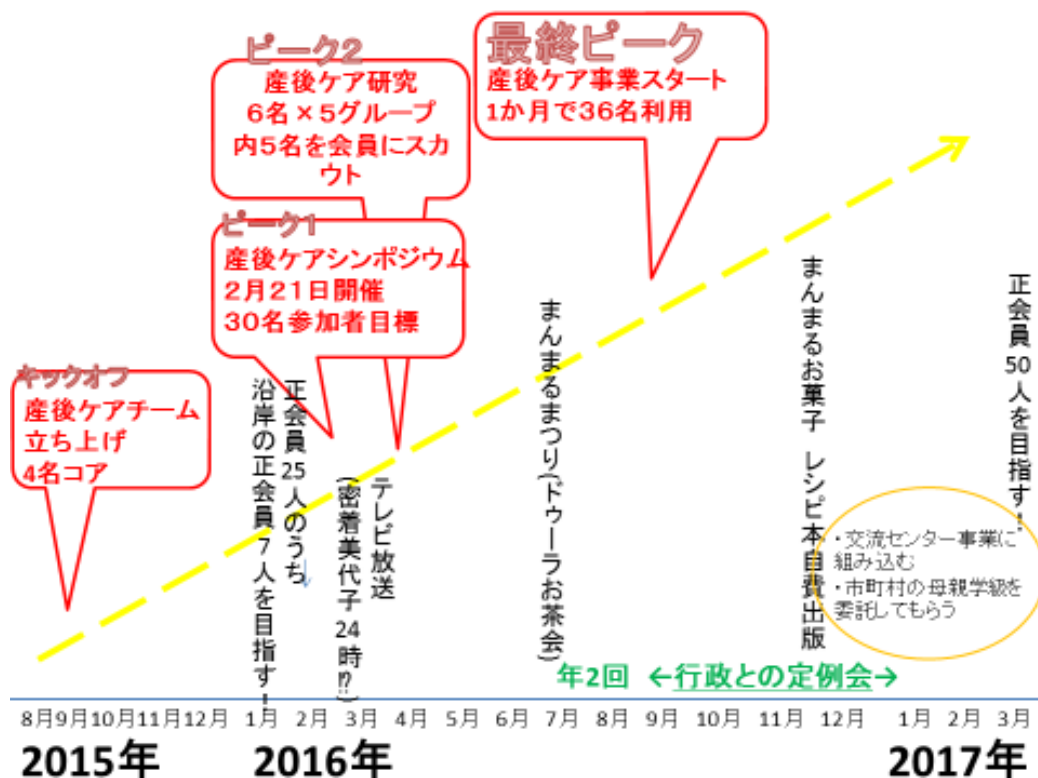 ピーク2
産後ケア研究
6名×5グループ
内5名を会員にスカ
ウト
最終ピーク
産後ケア事業スタート
1か月で36名利用
ピーク1
産後ケアシンポジウム
2月21日開催
30名参加者目標
キックオフ
産後ケアチーム
立ち上げ
4名コア
正会員25人のうち、
沿岸の正会員7人を目指す!
テレビ放送
(密着美代子24時!?)
まんまるまつり(ドゥーラお茶会)
まんまるお菓子 レシピ本自費出版
正会員50人を目指す!
・交流センター事業に
組み込む
・市町村の母親学級を
委託してもらう
年2回 ←行政との定例会→
8月9月10月11月12月 1月 2月 3月 4月 5月 6月 7月 8月 9月 10月 11月 12月 1月 2月 3月
2015年 2016年 2017年